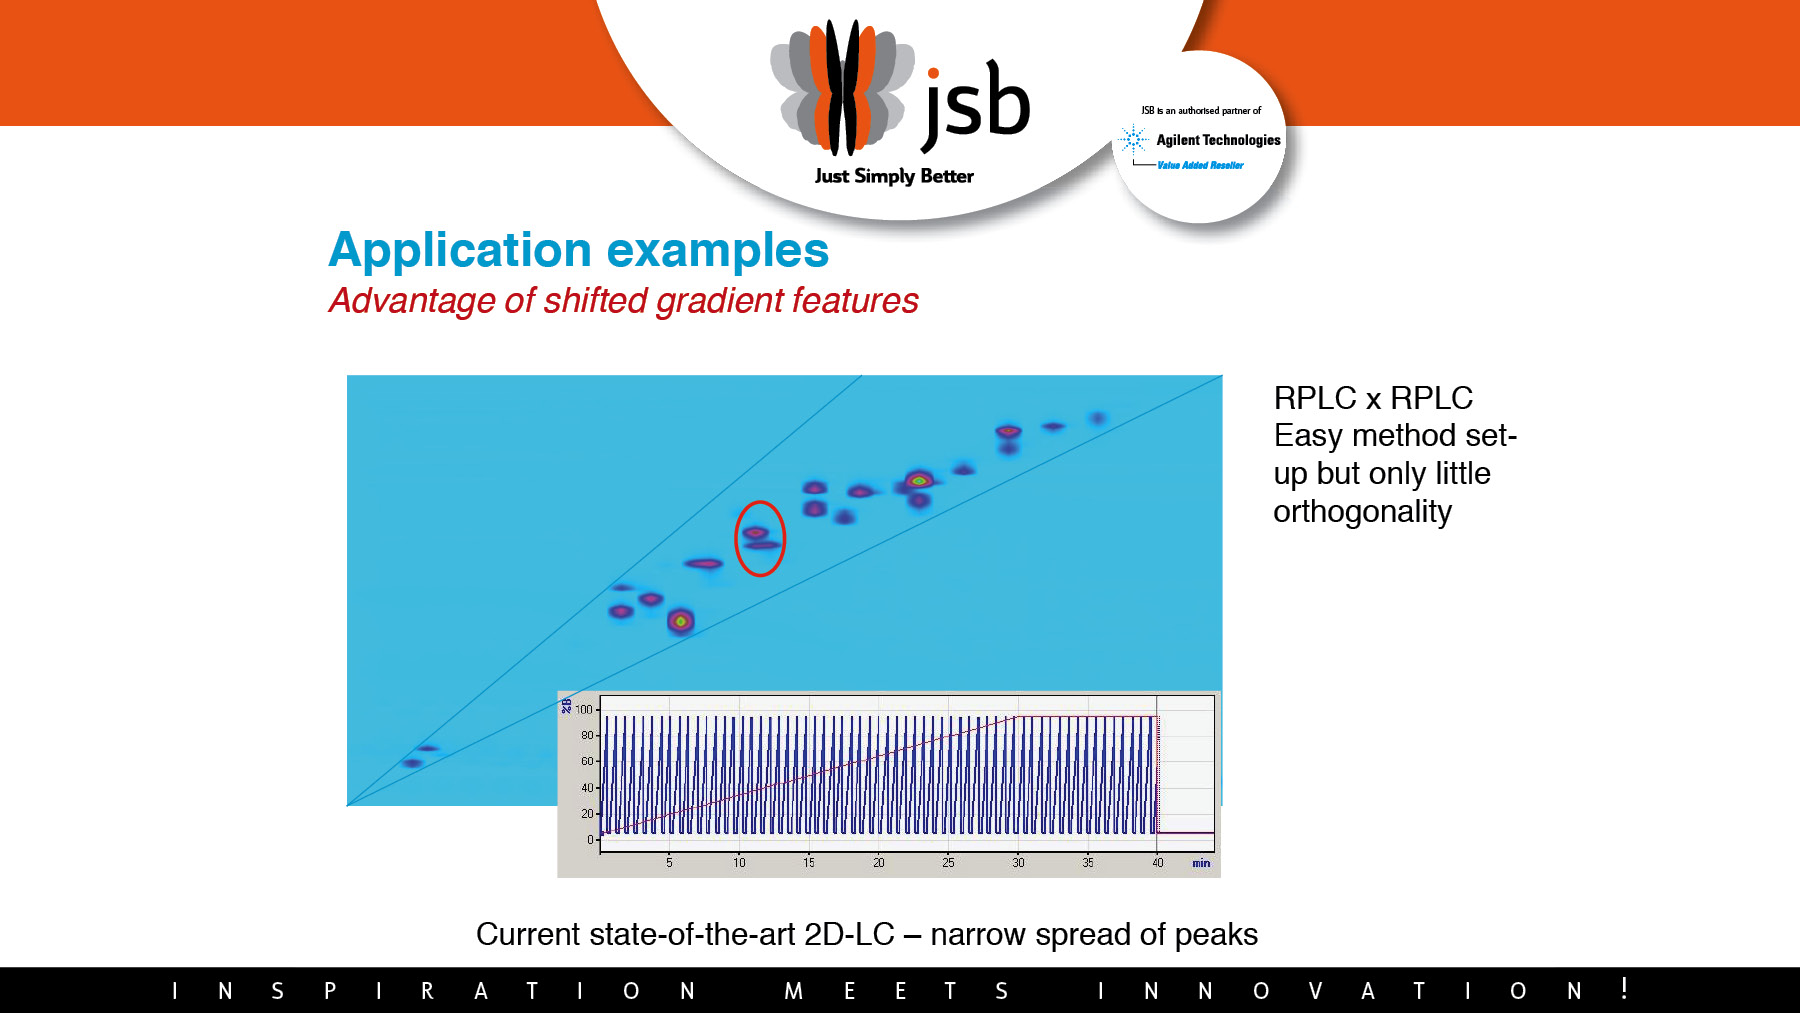 jsb
Just Simply Better
JSB is an authorised partner of
Agilent Technologies
Value Added Reseller
Application examples
Advantage of shifted gradient features
RPLC x RPLC
Easy method set-
up but only little
orthogonality
%B
100
80
60
40
20
0
5 10 15 20 25 30 35 40 min
Current state-of-the-art 2D-LC – narrow spread of peaks
INSPIRATION MEETS INNOVATION!